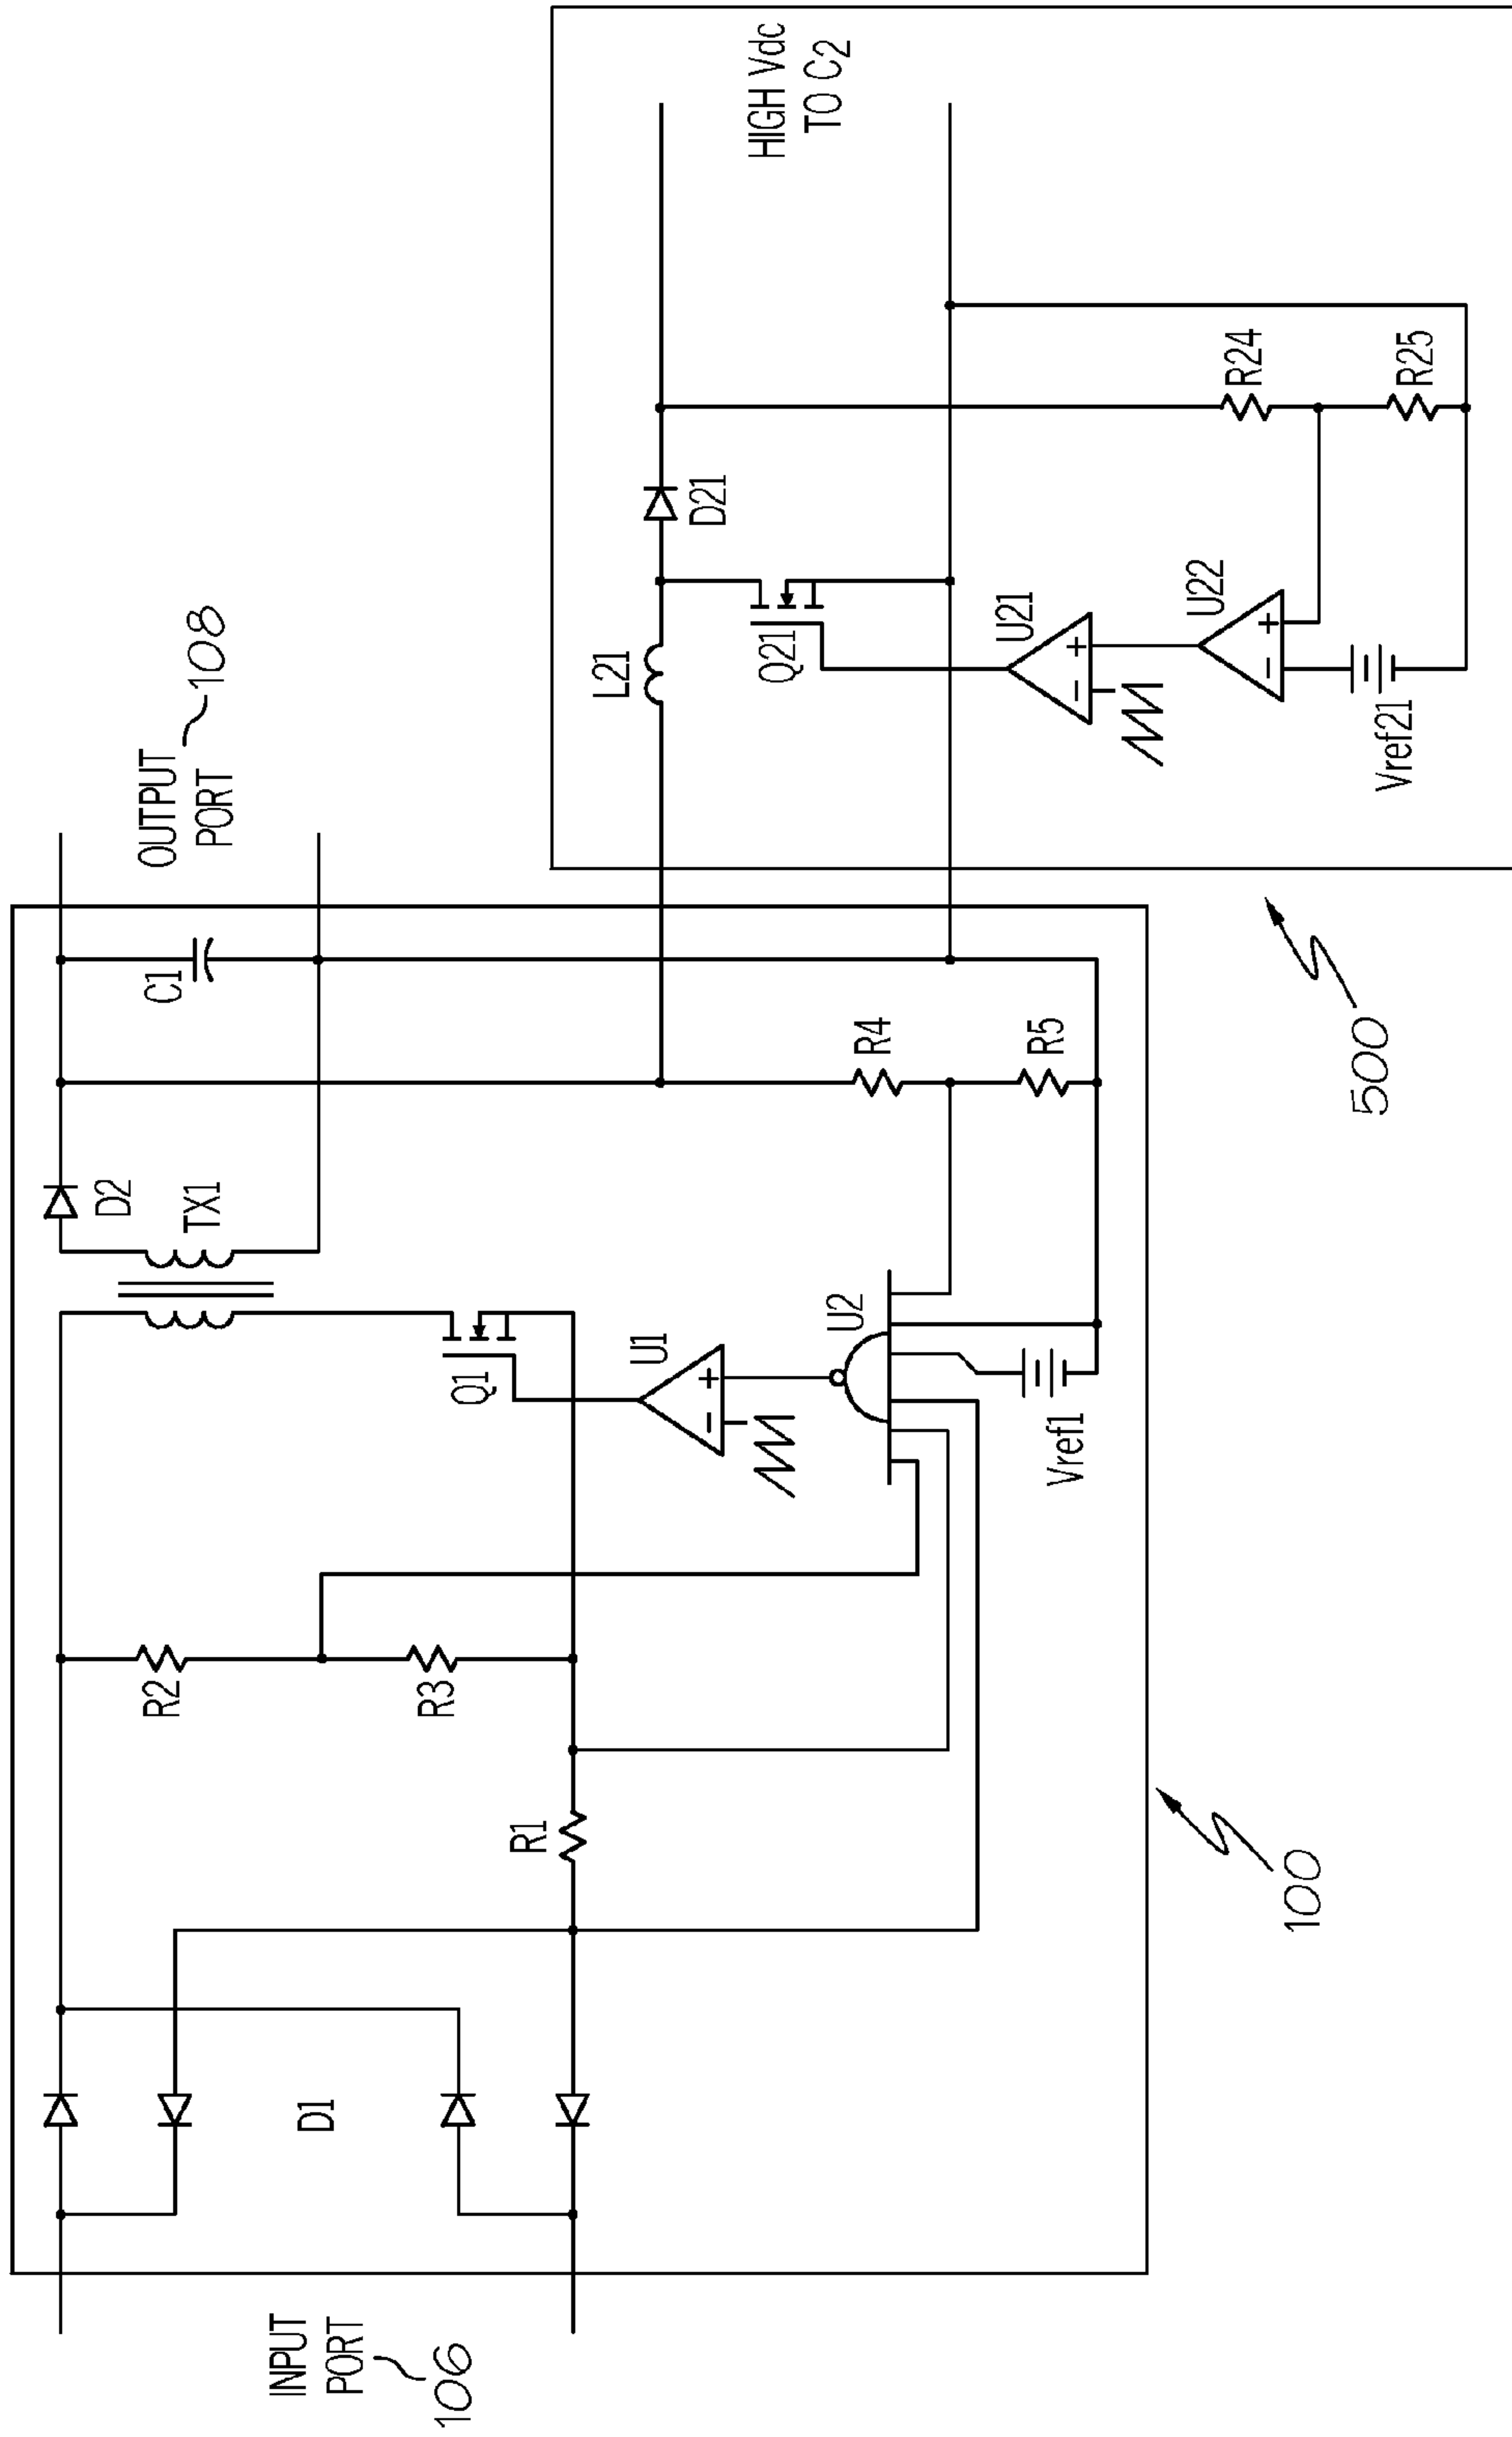 INPUT
PORT
106
D1
R1
R2
R3
Q1
U1
+
−
U2
Vref1
TX1
D2
R4
R5
C1
OUTPUT
PORT
108
100
500
L21
Q21
D21
U21
+
−
U22
+
−
Vref21
R24
R25
HIGH Vdc
TO C2